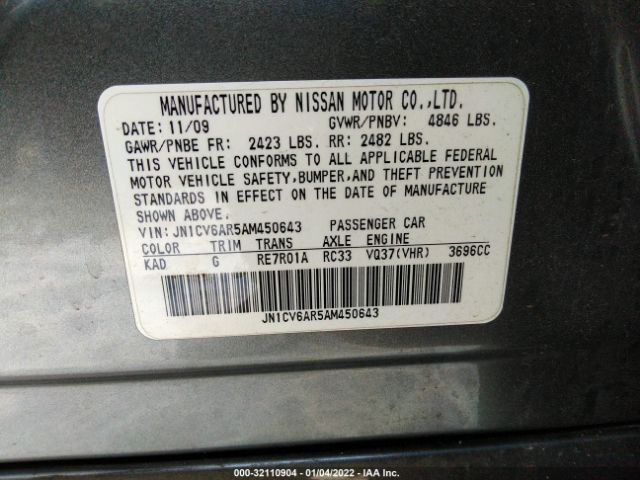 MANUFACTURED BY NISSAN MOTOR CO.,LTD.
DATE: 11/09 GVWR/PNBV: 4846 LBS.
GAWR/PNBE FR: 2423 LBS. RR: 2482 LBS.
THIS VEHICLE CONFORMS TO ALL APPLICABLE FEDERAL
MOTOR VEHICLE SAFETY,BUMPER,AND THEFT PREVENTION
STANDARDS IN EFFECT ON THE DATE OF MANUFACTURE
SHOWN ABOVE.
VIN: JN1CV6AR5AM450643 PASSENGER CAR
COLOR TRIM TRANS AXLE ENGINE
KAD G RE7R01A RC33 VQ37(VHR) 3696CC
JN1CV6AR5AM450643
000-32110904 - 01/04/2022 - IAA Inc.